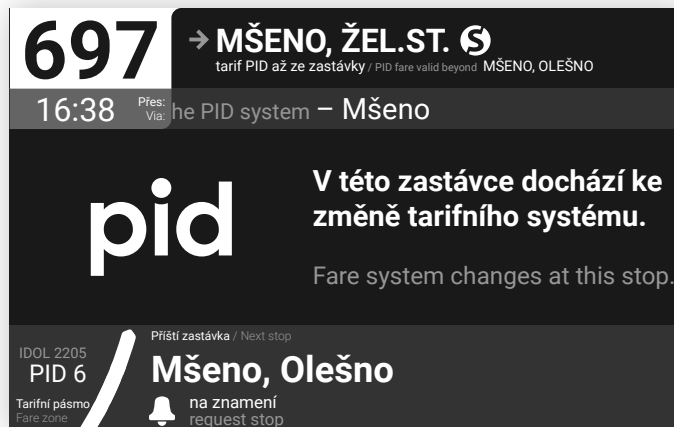 697
→ MŠENO, ŽEL.ST. S
tarif PID až ze zastávky / PID fare valid beyond MŠENO, OLEŠNO
16:38
Přes:
Via:
he PID system – Mšeno
pid
V této zastávce dochází ke
změně tarifního systému.
Fare system changes at this stop.
Příští zastávka / Next stop
IDOL 2205
PID 6
Mšeno, Olešno
Tarifní pásmo
Fare zone
na znamení
request stop